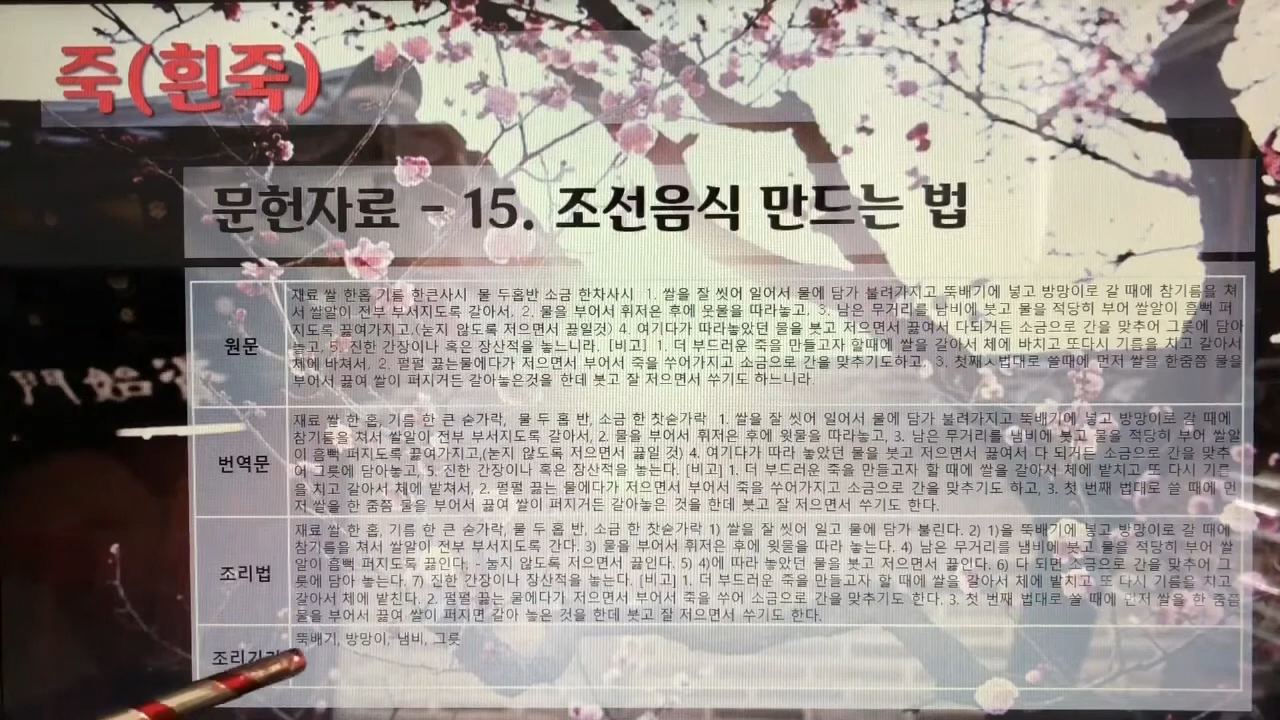 죽(흰죽)
문헌자료 - 15. 조선음식 만드는 법
원문
재료 쌀 한홉 기름 한큰사시 물 두홉반 소금 한차사시 1. 쌀을 잘 씻어 일어서 물에 담가 불려가지고 뚝배기에 넣고 방망이로 갈 때에 참기름을 쳐
서 쌀알이 전부 부서지도록 갈아서, 2. 물을 부어서 휘저은 후에 웃물을 따라놓고. 3. 남은 무거리를 남비에 붓고 물을 적당히 부어 쌀알이 흠뻑 퍼
지도록 끓여가지고.(눋지 않도록 저으면서 끓일것) 4. 여기다가 따라놓았던 물을 붓고 저으면서 끓여서 다되거든 소금으로 간을 맞추어 그릇에 담아
놓고. 5. 진한 간장이나 혹은 장산적을 놓느니라. [비고] 1. 더 부드러운 죽을 만들고자 할때에 쌀을 갈아서 체에 바치고 또다시 기름을 치고 갈아서
체에 바쳐서. 2. 펄펄 끓는물에다가 저으면서 부어서 죽을 쑤어가지고 소금으로 간을 맞추기도하고. 3. 첫째ㅅ법대로 쑬때에 먼저 쌀을 한줌쯤 물을
부어서 끓여 쌀이 퍼지거든 갈아놓은것을 한데 붓고 잘 저으면서 쑤기도 하느니라
번역문
재료 쌀 한 홉, 기름 한 큰 숟가락, 물 두 홉 반, 소금 한 찻숟가락 1. 쌀을 잘 씻어 일어서 물에 담가 불려가지고 뚝배기에 넣고 방망이로 갈 때에
참기름을 쳐서 쌀알이 전부 부서지도록 갈아서, 2. 물을 부어서 휘저은 후에 윗물을 따라놓고, 3. 남은 무거리를 냄비에 붓고 물을 적당히 부어 쌀알
이 흠뻑 퍼지도록 끓여가지고,(눋지 않도록 저으면서 끓일 것) 4. 여기다가 따라 놓았던 물을 붓고 저으면서 끓여서 다 되거든 소금으로 간을 맞추
어 그릇에 담아놓고, 5. 진한 간장이나 혹은 장산적을 놓는다. [비고] 1. 더 부드러운 죽을 만들고자 할 때에 쌀을 갈아서 체에 밭치고 또 다시 기름
을 치고 갈아서 체에 밭쳐서, 2. 펄펄 끓는 물에다가 저으면서 부어서 죽을 쑤어가지고 소금으로 간을 맞추기도 하고, 3. 첫 번째 법대로 쑬 때에 먼
저 쌀을 한 줌쯤 물을 부어서 끓여 쌀이 퍼지거든 갈아놓은 것을 한데 붓고 잘 저으면서 쑤기도 한다.
조리법
재료 쌀 한 홉, 기름 한 큰 숟가락, 물 두 홉 반, 소금 한 찻숟가락 1) 쌀을 잘 씻어 일고 물에 담가 불린다. 2) 1)을 뚝배기에 넣고 방망이로 갈 때에
참기름을 쳐서 쌀알이 전부 부서지도록 간다. 3) 물을 부어서 휘저은 후에 윗물을 따라 놓는다. 4) 남은 무거리를 냄비에 붓고 물을 적당히 부어 쌀
알이 흠뻑 퍼지도록 끓인다. - 눋지 않도록 저으면서 끓인다. 5) 4)에 따라 놓았던 물을 붓고 저으면서 끓인다. 6) 다 되면 소금으로 간을 맞추어 그
릇에 담아 놓는다. 7) 진한 간장이나 장산적을 놓는다. [비고] 1. 더 부드러운 죽을 만들고자 할 때에 쌀을 갈아서 체에 밭치고 또 다시 기름을 치고
갈아서 체에 밭친다. 2. 펄펄 끓는 물에다가 저으면서 부어서 죽을 쑤어 소금으로 간을 맞추기도 한다. 3. 첫 번째 법대로 쑬 때에 먼저 쌀을 한 줌쯤
물을 부어서 끓여 쌀이 퍼지면 갈아 놓은 것을 한데 붓고 잘 저으면서 쑤기도 한다.
뚝배기, 방망이, 냄비, 그릇